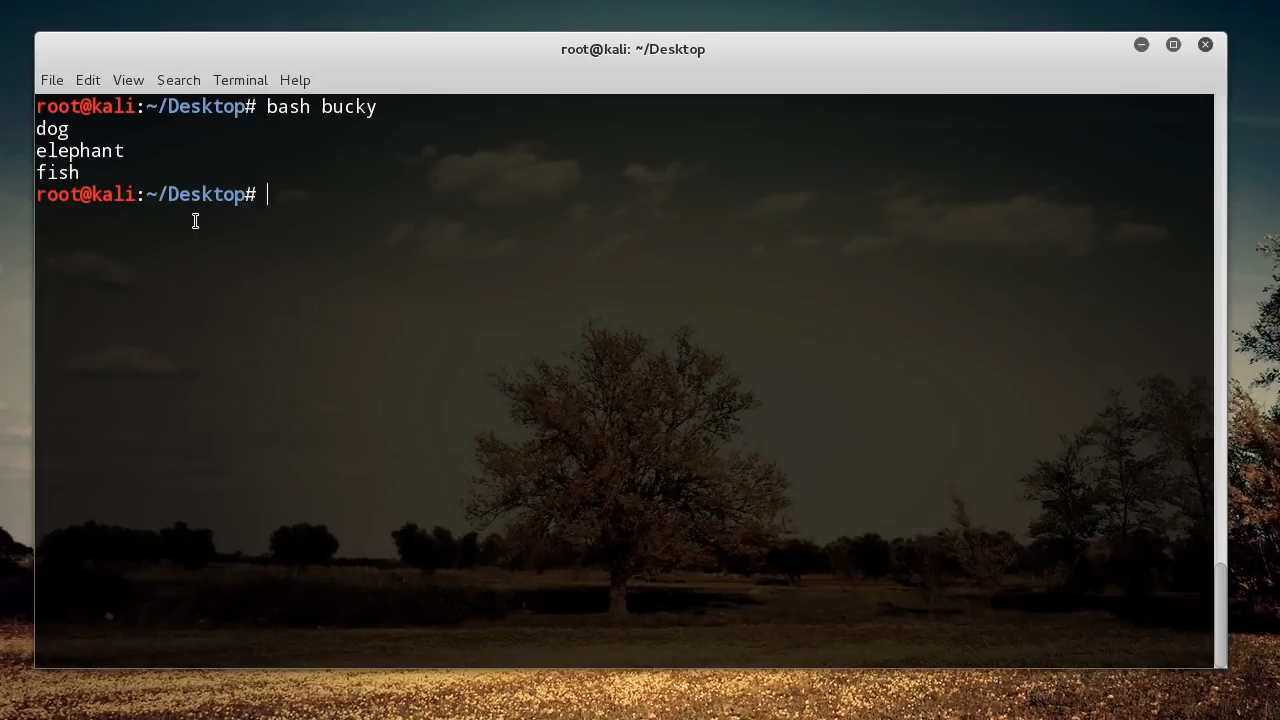 root@kali: ~/Desktop
File Edit View Search Terminal Help
root@kali:~/Desktop# bash bucky
dog
elephant
fish
root@kali:~/Desktop#